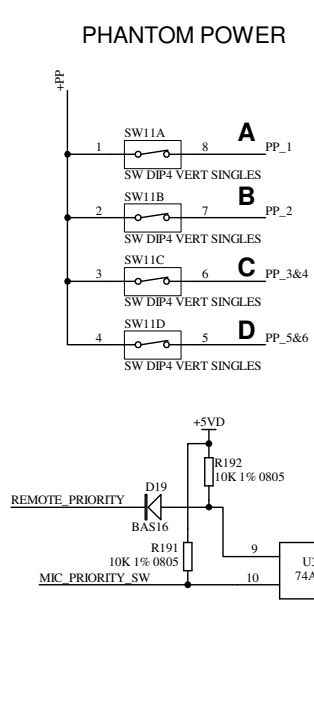 PHANTOM POWER
+PP
SW11A
A
1
8
PP_1
SW DIP4 VERT SINGLES
SW11B
B
2
7
PP_2
SW DIP4 VERT SINGLES
SW11C
C
3
6
PP_3&4
SW DIP4 VERT SINGLES
SW11D
D
4
5
PP_5&6
SW DIP4 VERT SINGLES
+5VD
R192
10K 1% 0805
D19
REMOTE_PRIORITY
BAS16
R191
10K 1% 0805
9
MIC_PRIORITY_SW
10